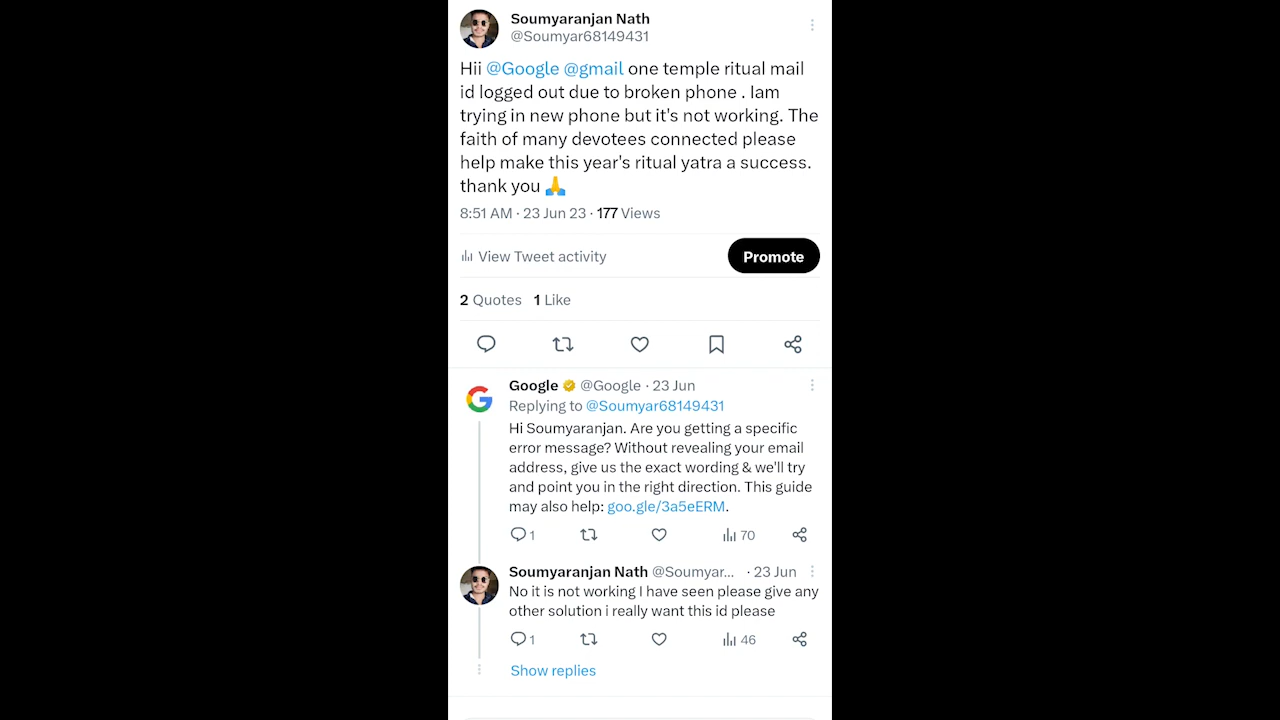 Soumyaranjan Nath
@Soumyar68149431
Hii @Google @gmail one temple ritual mail
id logged out due to broken phone . Iam
trying in new phone but it's not working. The
faith of many devotees connected please
help make this year's ritual yatra a success.
thank you 🙏
8:51 AM · 23 Jun 23 · 177 Views
View Tweet activity
Promote
2 Quotes 1 Like
Google @Google · 23 Jun
Replying to @Soumyar68149431
Hi Soumyaranjan. Are you getting a specific
error message? Without revealing your email
address, give us the exact wording & we'll try
and point you in the right direction. This guide
may also help: goo.gle/3a5eERM.
1 70
Soumyaranjan Nath @Soumyar... · 23 Jun
No it is not working I have seen please give any
other solution i really want this id please
1 46
Show replies